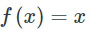 f (x) = x